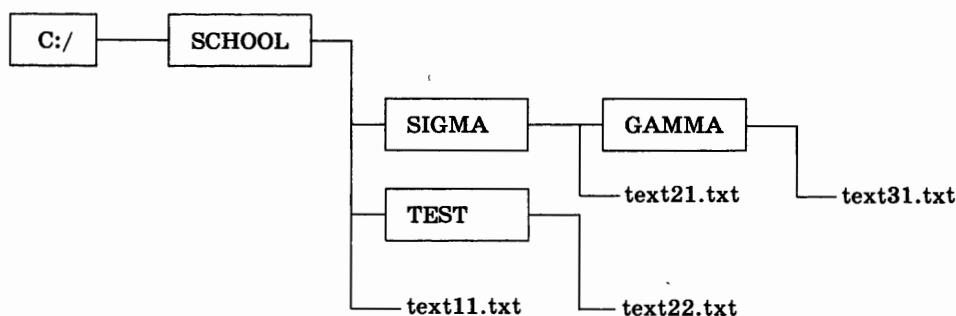 C:/ SCHOOL
SIGMA GAMMA
text21.txt text31.txt
TEST
text11.txt text22.txt